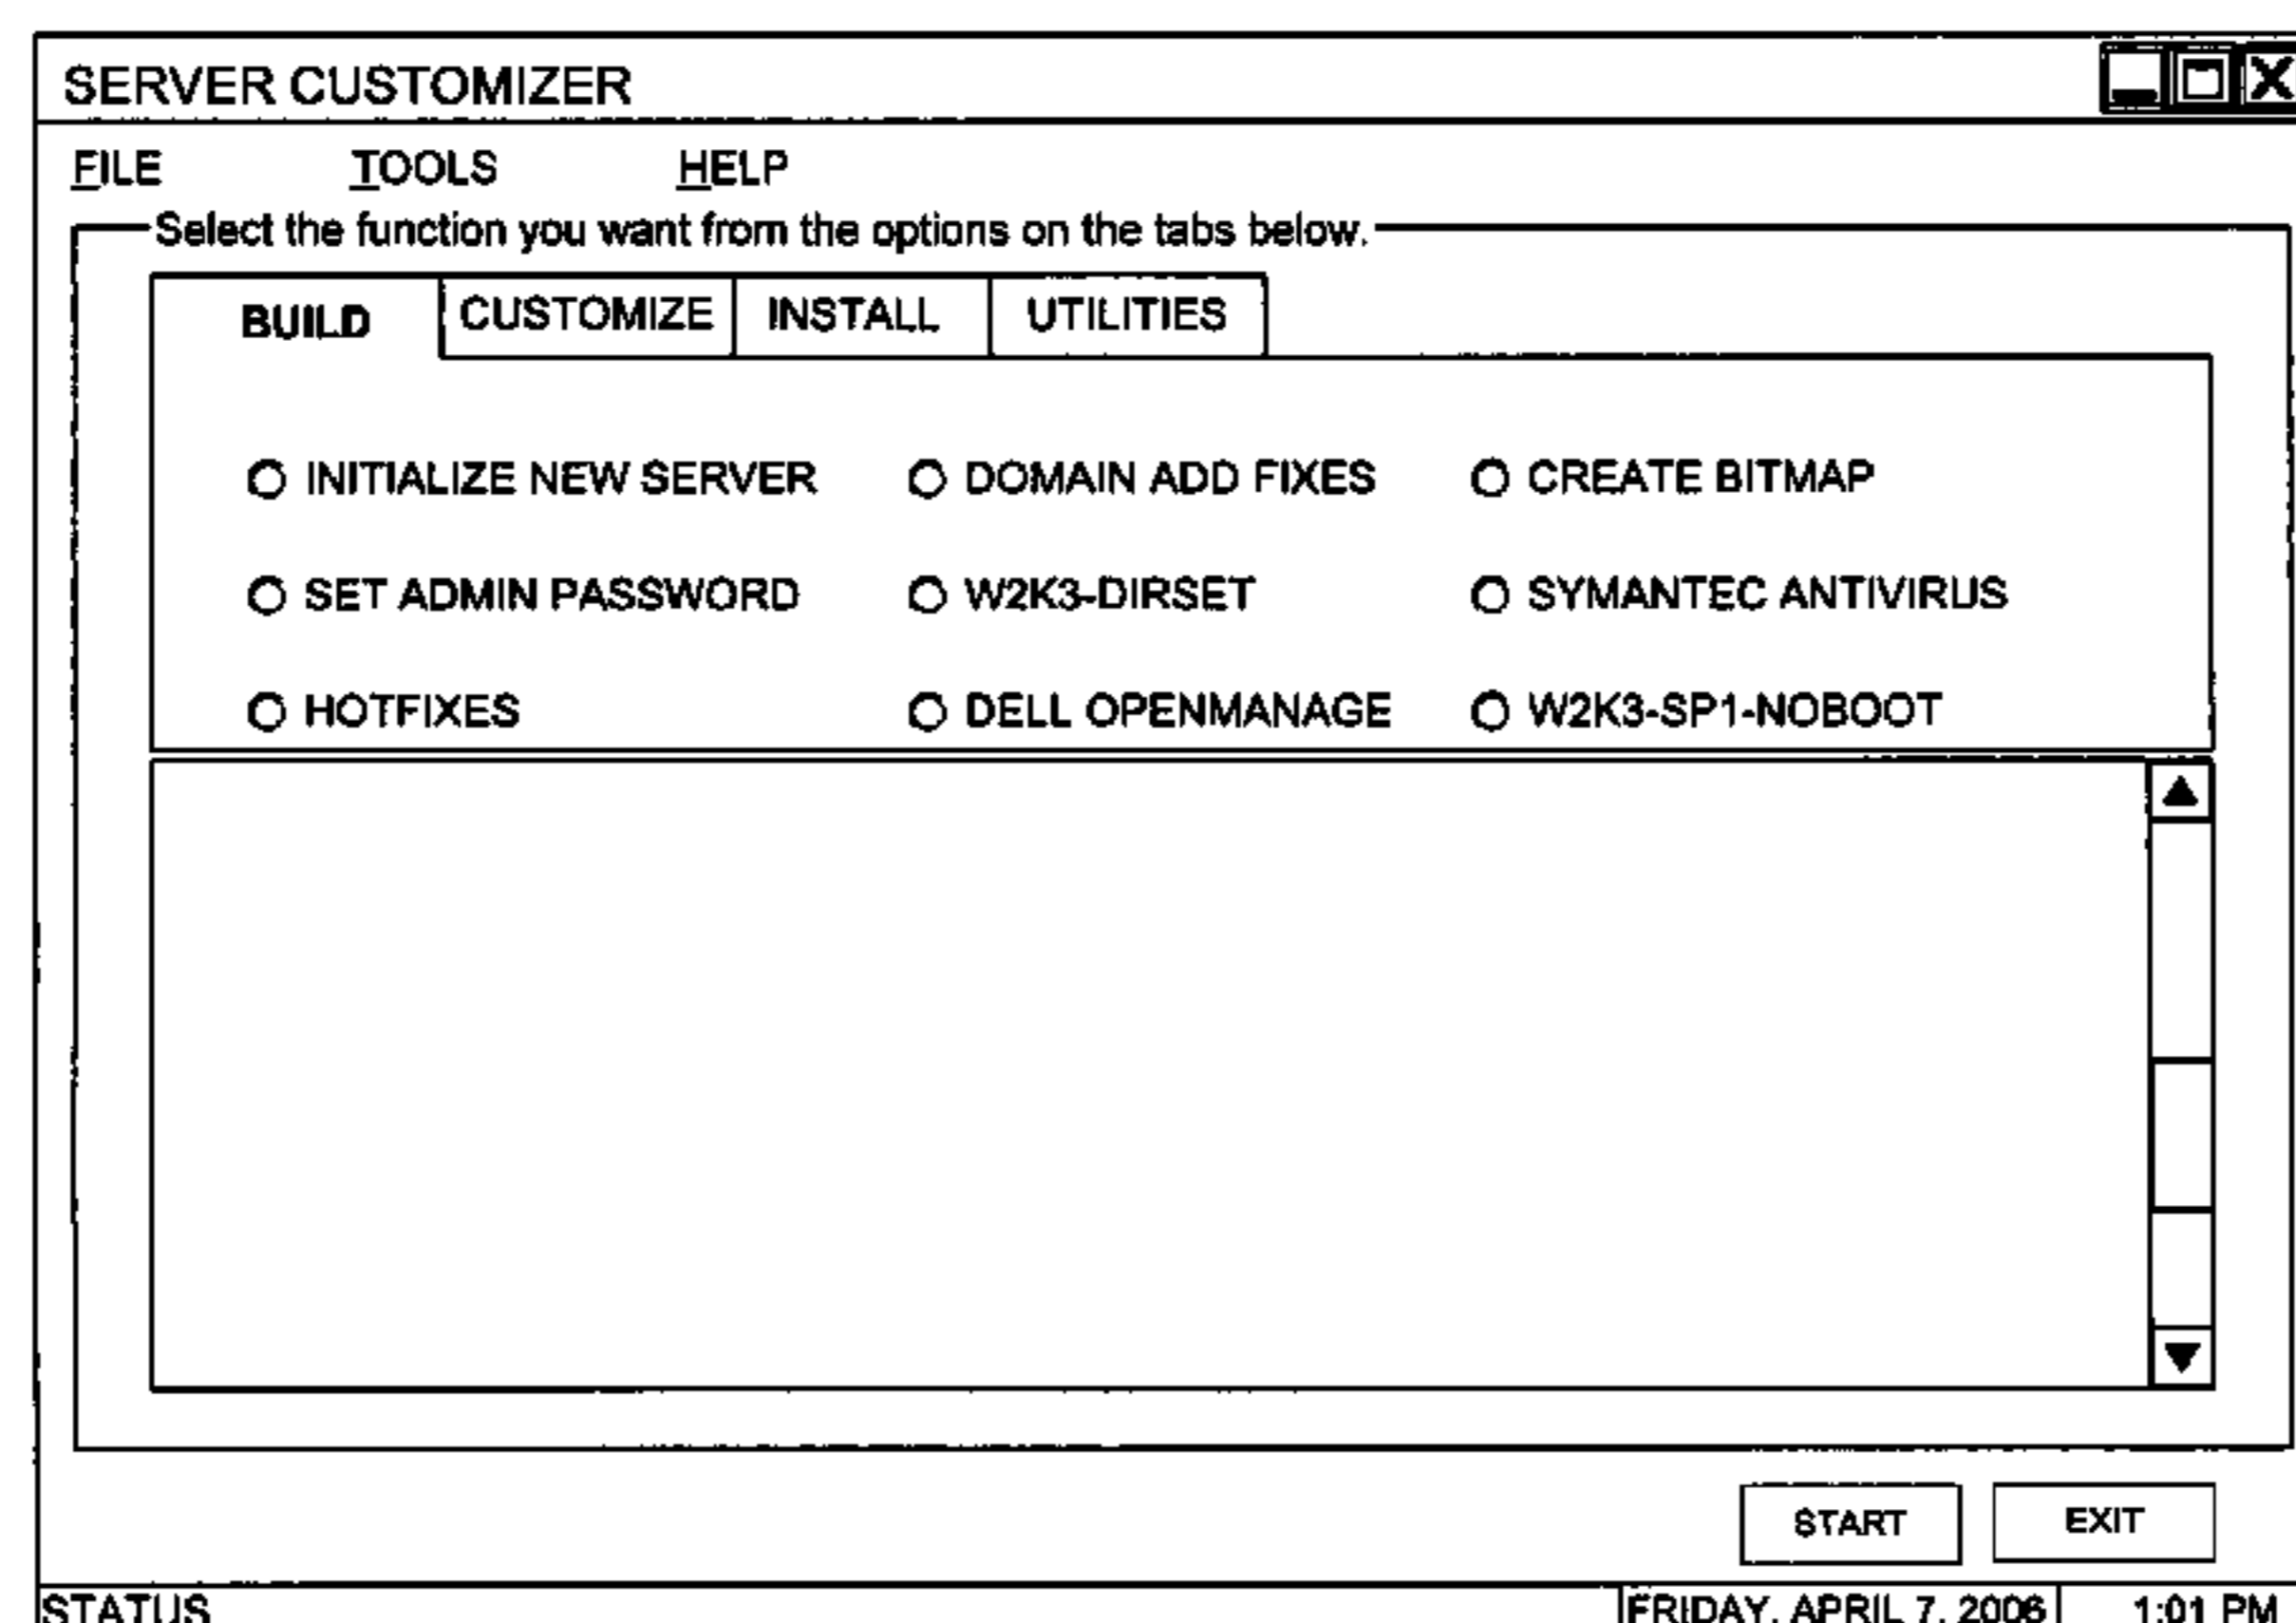 SERVER CUSTOMIZER
FILE TOOLS HELP
Select the function you want from the options on the tabs below.
BUILD CUSTOMIZE INSTALL UTILITIES
INITIALIZE NEW SERVER DOMAIN ADD FIXES CREATE BITMAP
SET ADMIN PASSWORD W2K3-DIRSET SYMANTEC ANTIVIRUS
HOTFIXES DELL OPENMANAGE W2K3-SP1-NOBOOT
START EXIT
STATUS FRIDAY, APRIL 7, 2006 1:01 PM